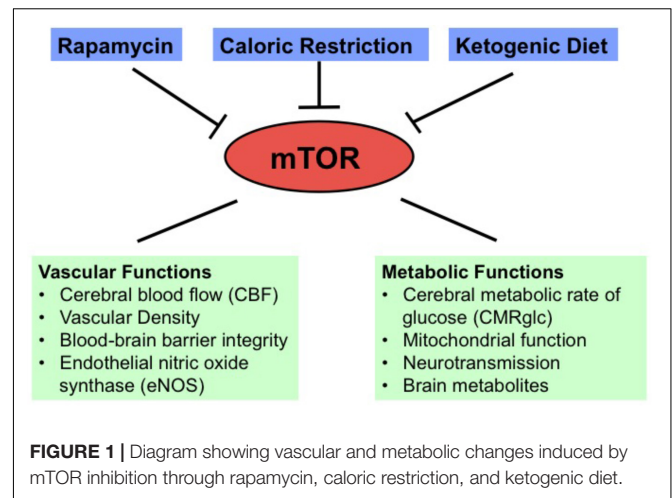 Rapamycin
Caloric Restriction
Ketogenic Diet
mTOR
Vascular Functions
• Cerebral blood flow (CBF)
• Vascular Density
• Blood-brain barrier integrity
• Endothelial nitric oxide
synthase (eNOS)
Metabolic Functions
• Cerebral metabolic rate of
glucose (CMRglc)
• Mitochondrial function
• Neurotransmission
• Brain metabolites
FIGURE 1 | Diagram showing vascular and metabolic changes induced by
mTOR inhibition through rapamycin, caloric restriction, and ketogenic diet.